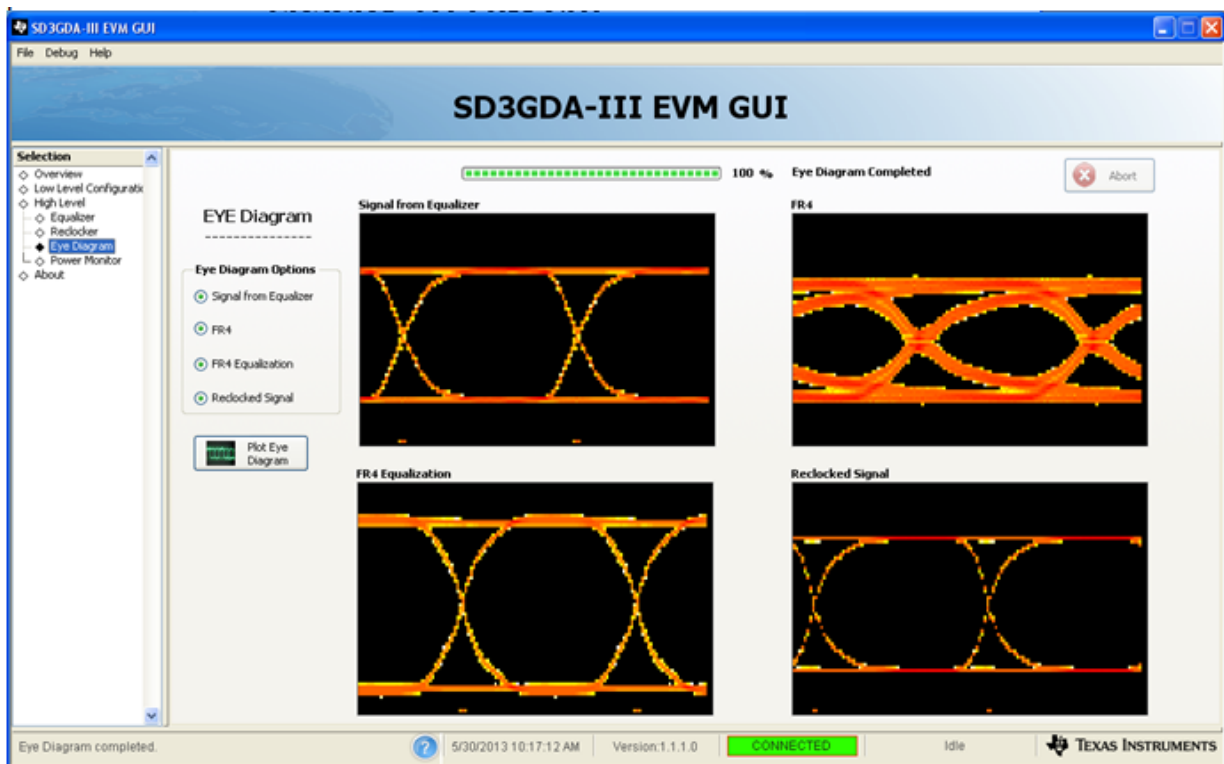 SD3GDA-III EVM GUI
File Debug Help
SD3GDA-III EVM GUI
Selection
Overview
Low Level Configuratic
High Level
Equalizer
Reclocker
Eye Diagram
Power Monitor
About
100 %
Eye Diagram Completed
Abort
EYE Diagram
---------------
Eye Diagram Options
Signal from Equalizer
FR4
FR4 Equalization
Reclocked Signal
Plot Eye
Diagram
Signal from Equalizer
FR4
FR4 Equalization
Reclocked Signal
Eye Diagram completed.
?
5/30/2013 10:17:12 AM
Version:1.1.1.0
CONNECTED
Idle
TEXAS INSTRUMENTS